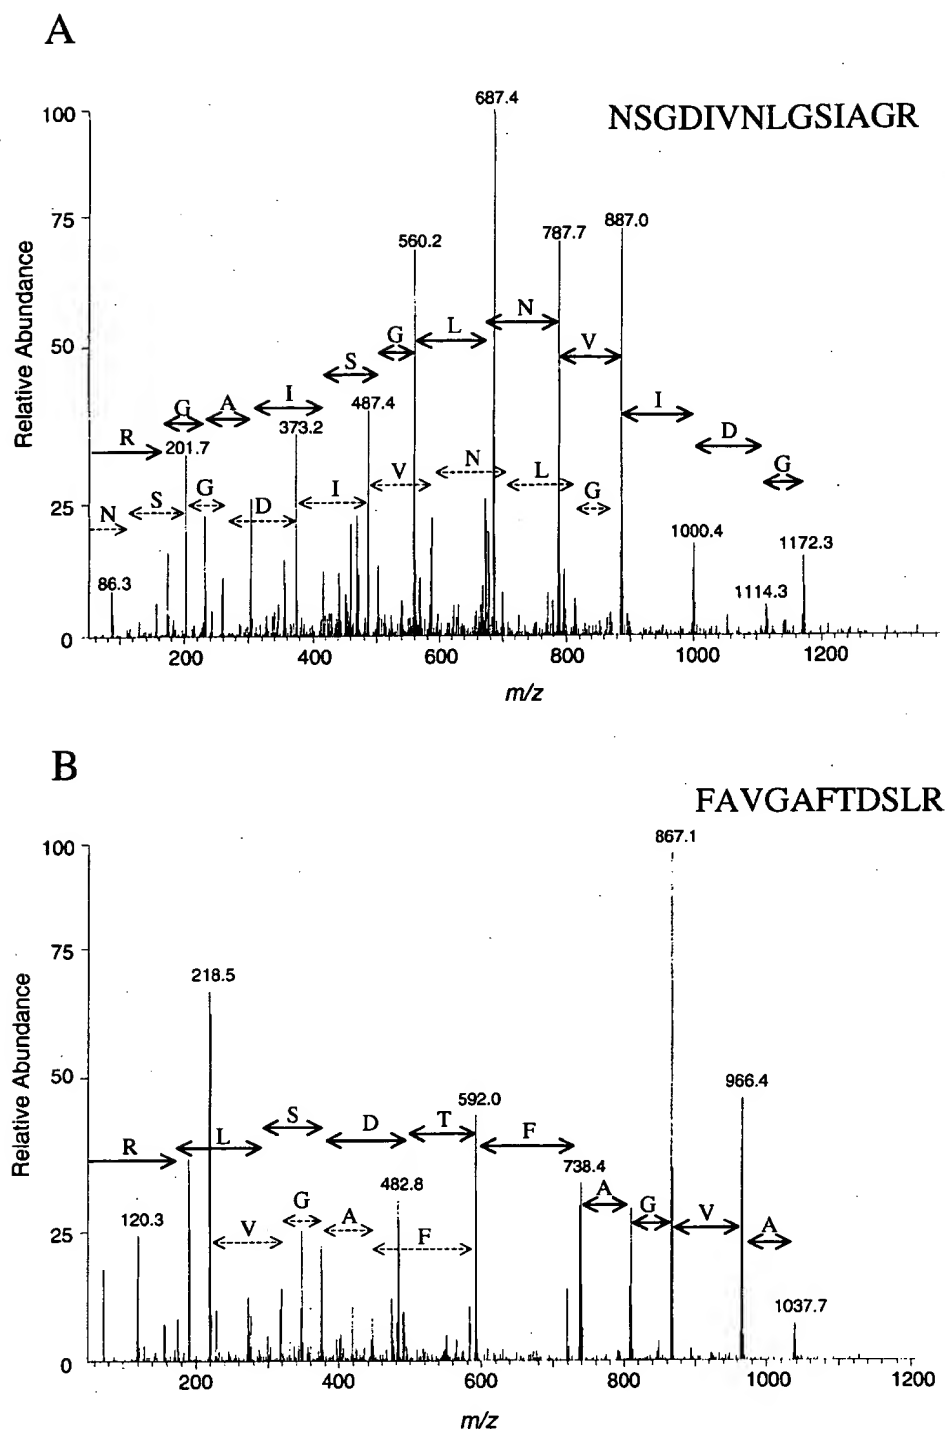 A
NSGDIVNLGSIAGR
Relative Abundance
100
75
50
25
0
687.4
887.0
787.7
560.2
N
V
L
G
S
I
I
A
487.4
G
373.2
D
R
201.7
G
N
V
L
I
G
S
D
G
N
1000.4
1172.3
86.3
1114.3
200
400
600
800
1000
1200
m/z
B
FAVGAFTDSLR
Relative Abundance
100
75
50
25
0
867.1
218.5
966.4
592.0
S
D
T
F
R
L
738.4
A
482.8
G
V
A
120.3
V
G
A
F
1037.7
200
400
600
800
1000
1200
m/z